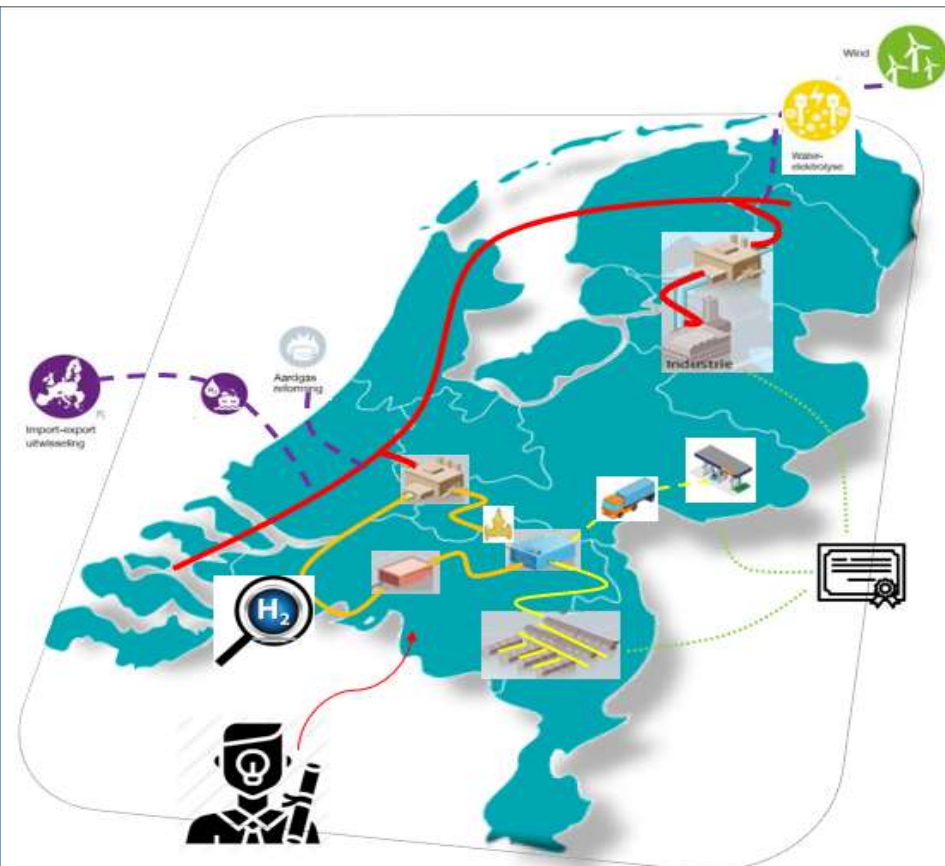 Wind
Water-
elektrolyse
Industrie
Aardgas
reforming
Import-export
uitwisseling
H₂